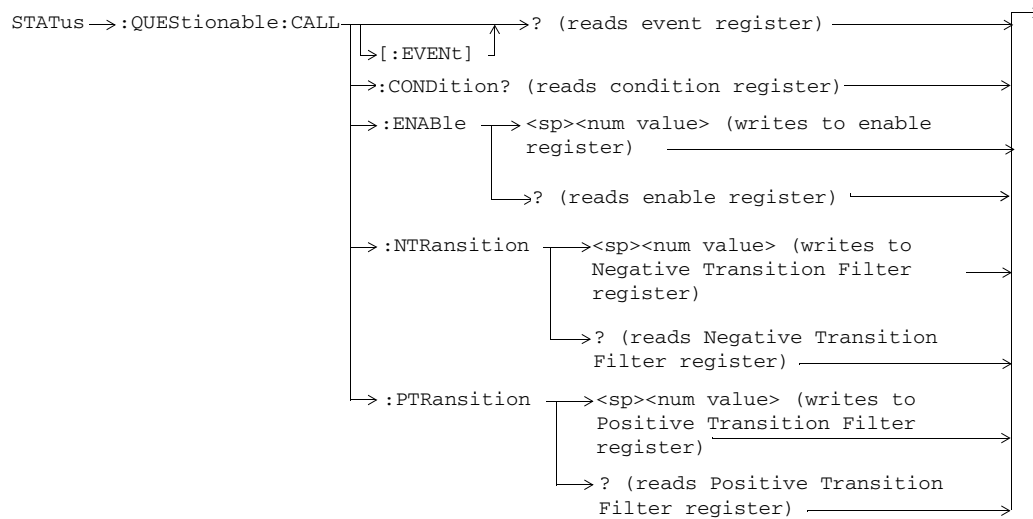 STATus :QUEStionable:CALL ? (reads event register)
[:EVENt]
:CONDition? (reads condition register)
:ENABle <sp><num value> (writes to enable
register)
? (reads enable register)
:NTRansition <sp><num value> (writes to
Negative Transition Filter
register)
? (reads Negative Transition
Filter register)
:PTRansition <sp><num value> (writes to
Positive Transition Filter
register)
? (reads Positive Transition
Filter register)